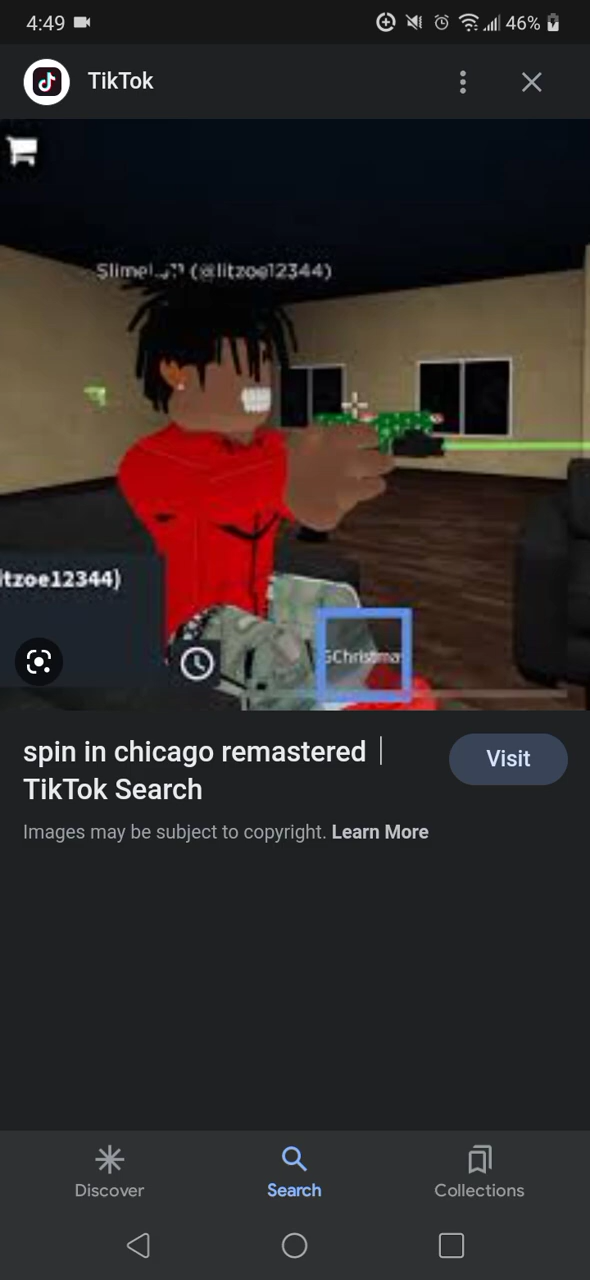 4:49
46%
TikTok
(@litzoe12344)
itzoe12344)
GChristmas
spin in chicago remastered |
TikTok Search
Visit
Images may be subject to copyright. Learn More
Discover
Search
Collections